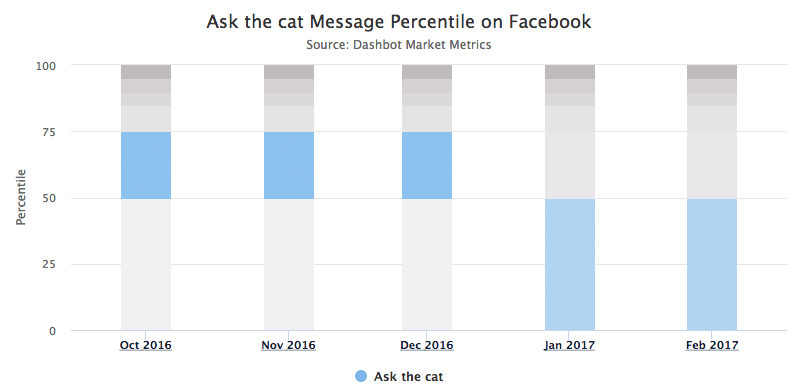 Ask the cat Message Percentile on Facebook
Source: Dashbot Market Metrics
Percentile
100
75
50
25
0
Oct 2016
Nov 2016
Dec 2016
Jan 2017
Feb 2017
Ask the cat